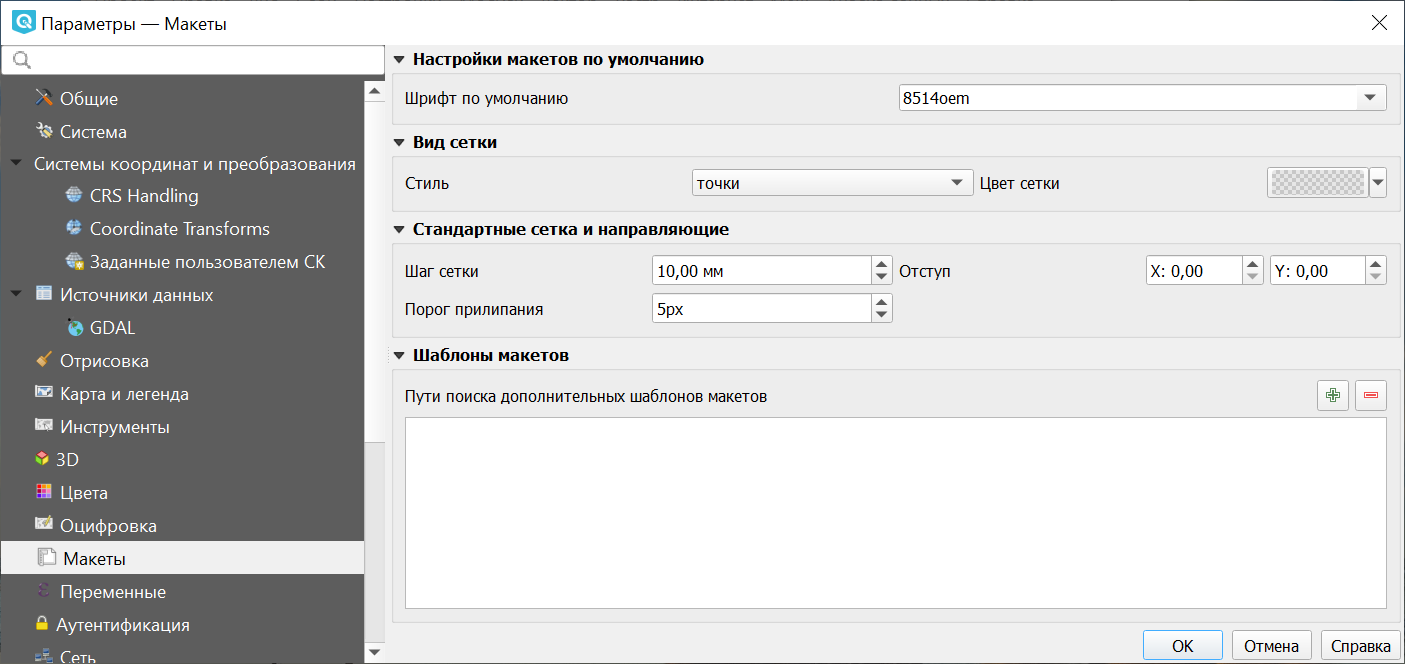 Параметры — Макеты
Общие
Система
Системы координат и преобразования
CRS Handling
Coordinate Transforms
Заданные пользователем СК
Источники данных
GDAL
Отрисовка
Карта и легенда
Инструменты
3D
Цвета
Оцифровка
Макеты
Переменные
Аутентификация
Сеть
Настройки макетов по умолчанию
Шрифт по умолчанию 8514oem
Вид сетки
Стиль точки Цвет сетки
Стандартные сетка и направляющие
Шаг сетки 10,00 мм Отступ X: 0,00 Y: 0,00
Порог прилипания 5px
Шаблоны макетов
Пути поиска дополнительных шаблонов макетов
OK Отмена Справка